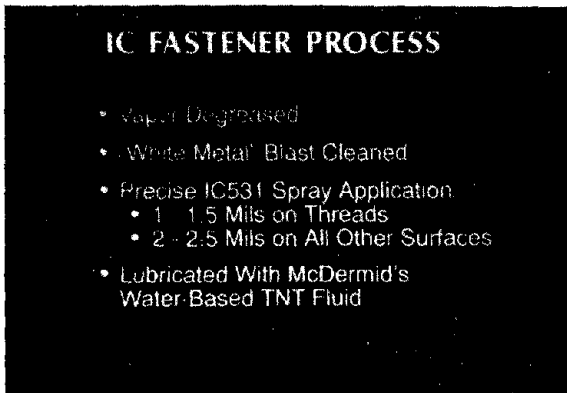 IC FASTENER PROCESS
• Vapor Degreased
• 'White Metal' Blast Cleaned
• Precise IC531 Spray Application
• 1 - 1.5 Mils on Threads
• 2 - 2.5 Mils on All Other Surfaces
• Lubricated With McDermid's
Water-Based TNT Fluid